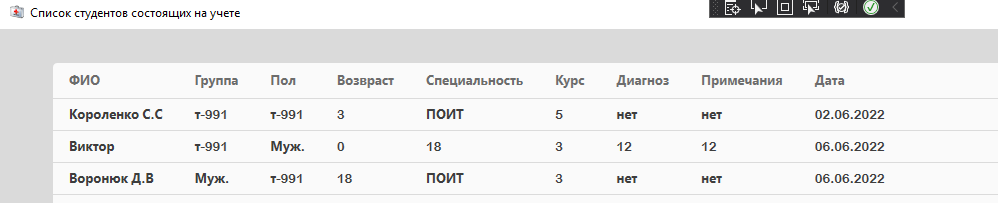 Список студентов состоящих на учете
ФИО Группа Пол Возвраст Специальность Курс Диагноз Примечания Дата
Короленко С.С т-991 т-991 3 ПОИТ 5 нет нет 02.06.2022
Виктор т-991 Муж. 0 18 3 12 12 06.06.2022
Воронюк Д.В Муж. т-991 18 ПОИТ 3 нет нет 06.06.2022